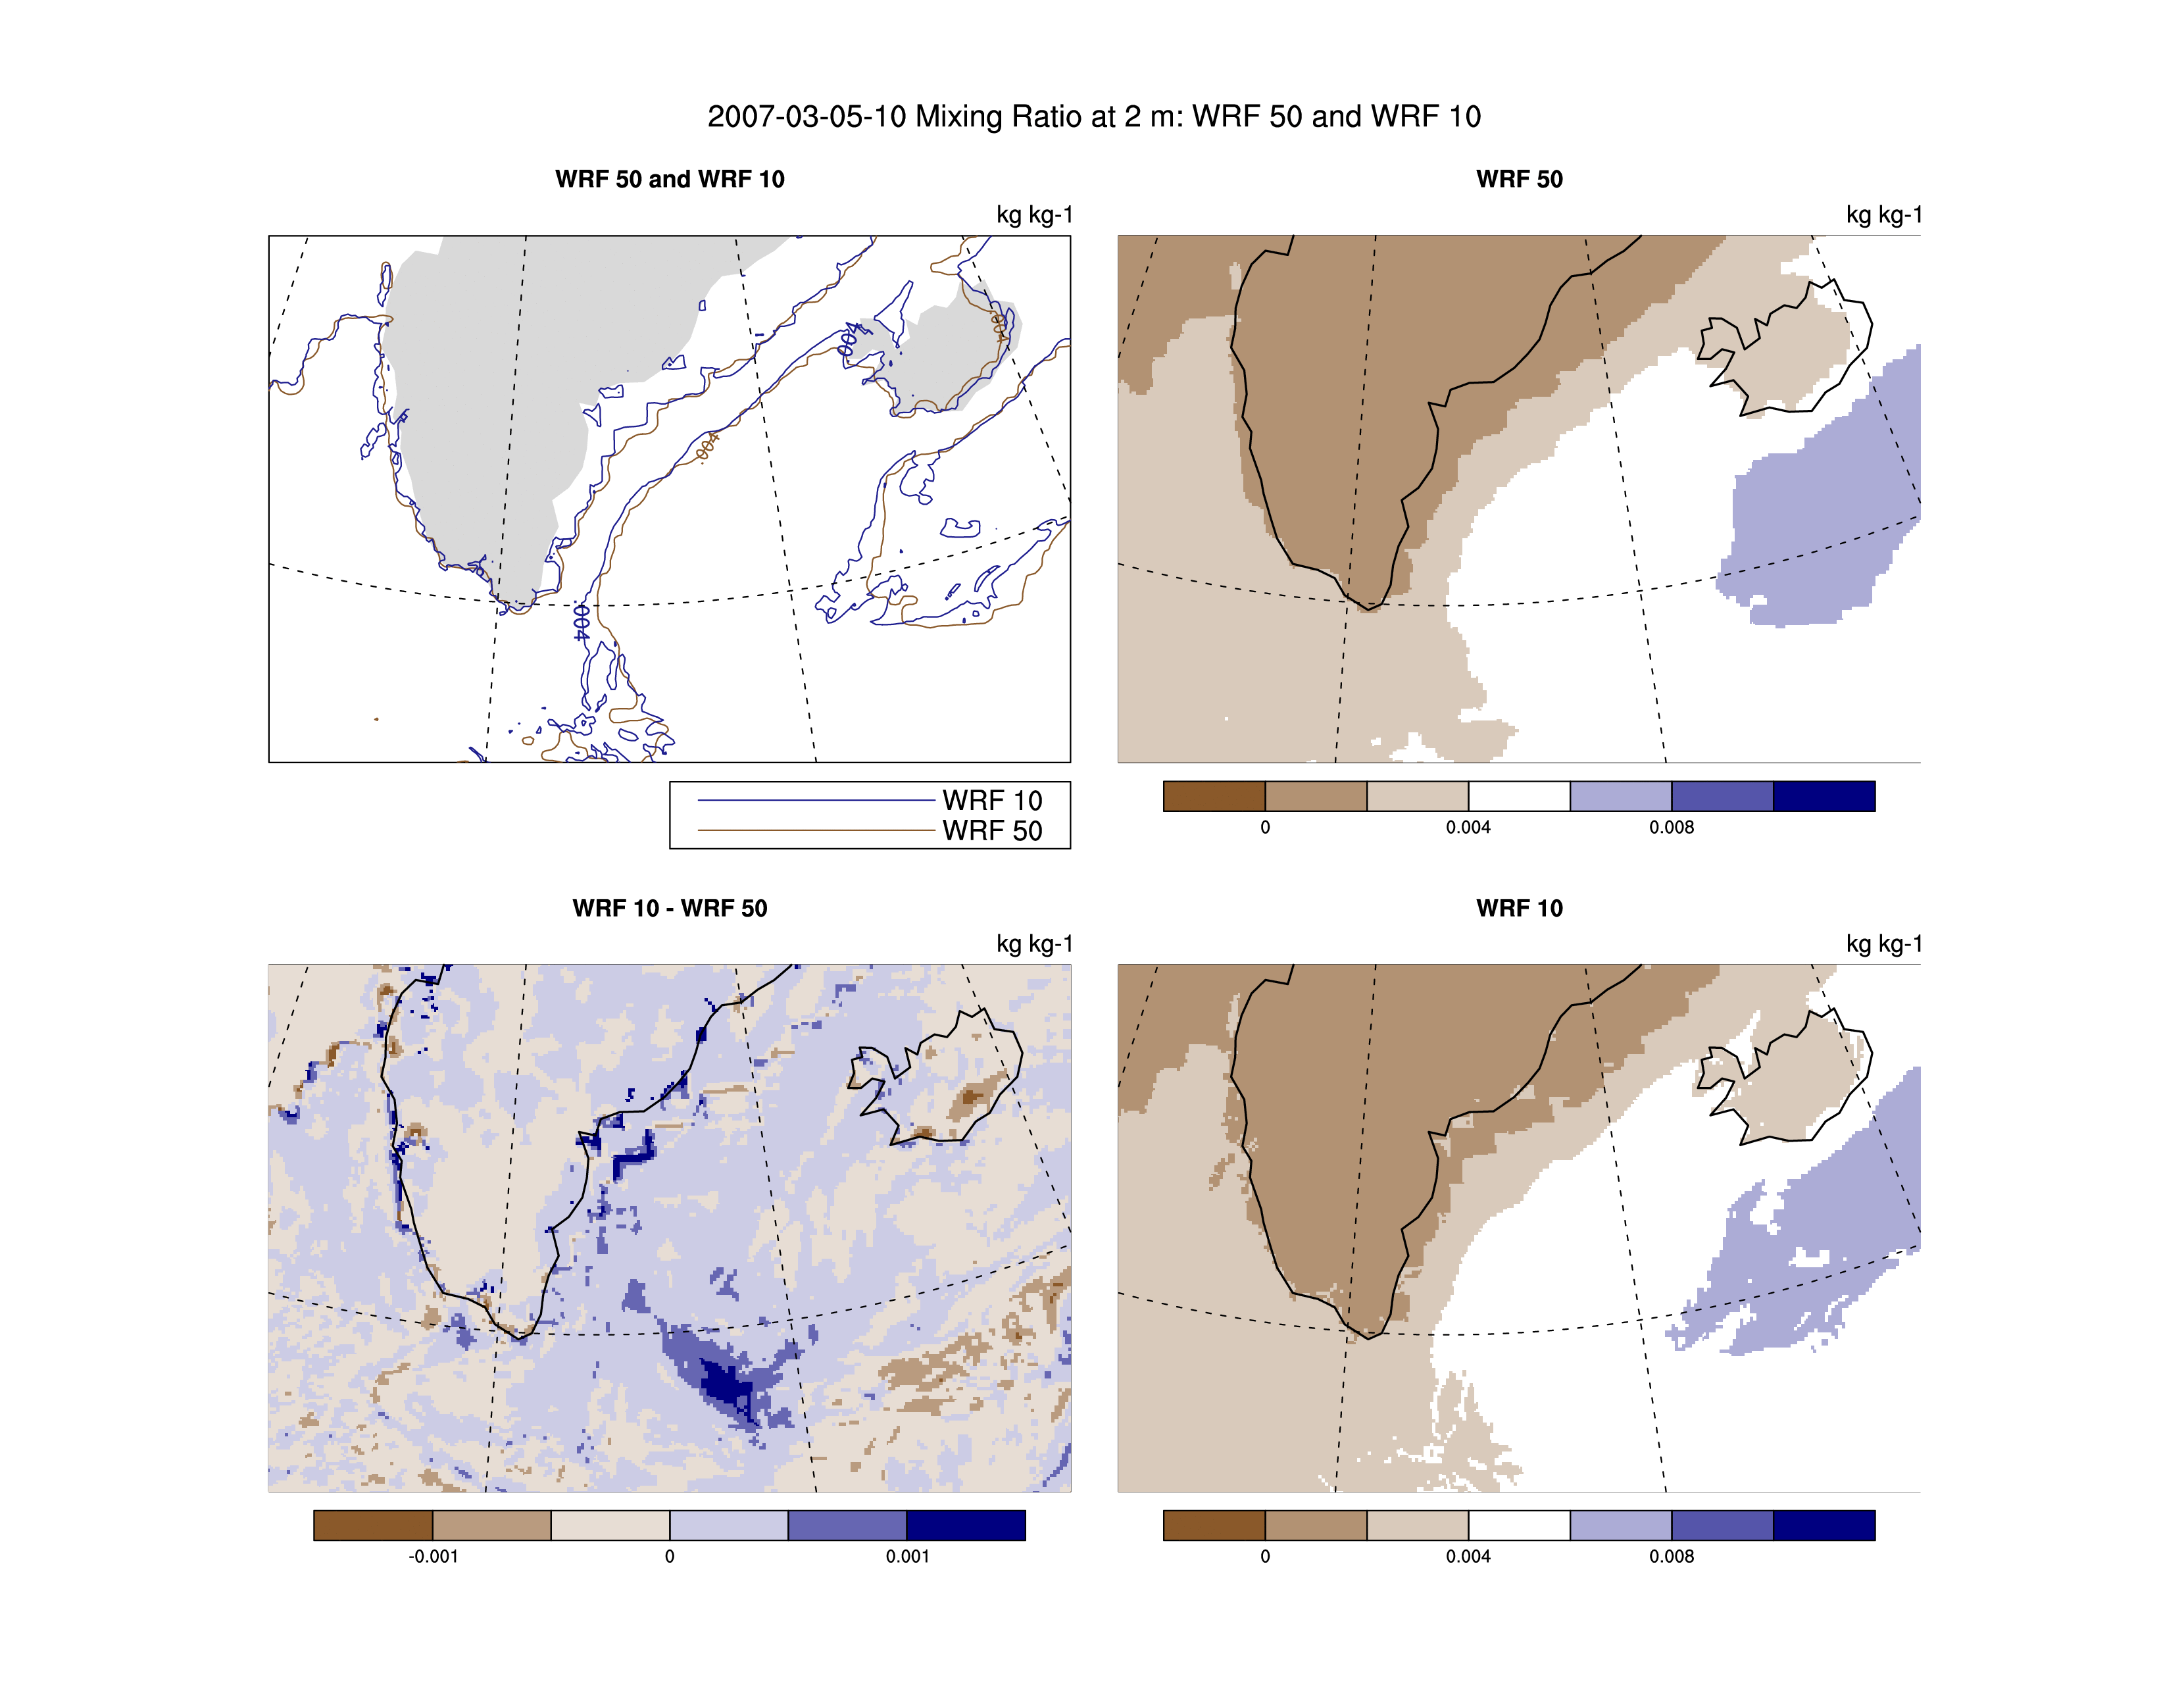 2007-03-05-10 Mixing Ratio at 2 m: WRF 50 and WRF 10
WRF 50 and WRF 10
kg kg-1
.004
.004
.004
.004
WRF 10
WRF 50
WRF 50
kg kg-1
0
0.004
0.008
WRF 10 - WRF 50
kg kg-1
-0.001
0
0.001
WRF 10
kg kg-1
0
0.004
0.008